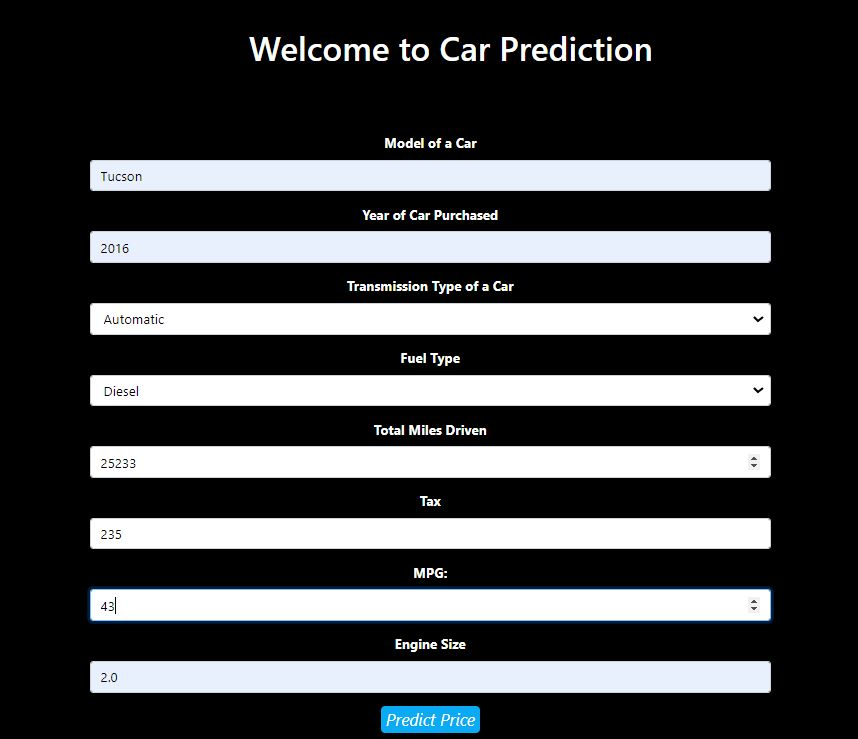 Welcome to Car Prediction
Model of a Car
Tucson
Year of Car Purchased
2016
Transmission Type of a Car
Automatic
Fuel Type
Diesel
Total Miles Driven
25233
Tax
235
MPG:
43
Engine Size
2.0
Predict Price